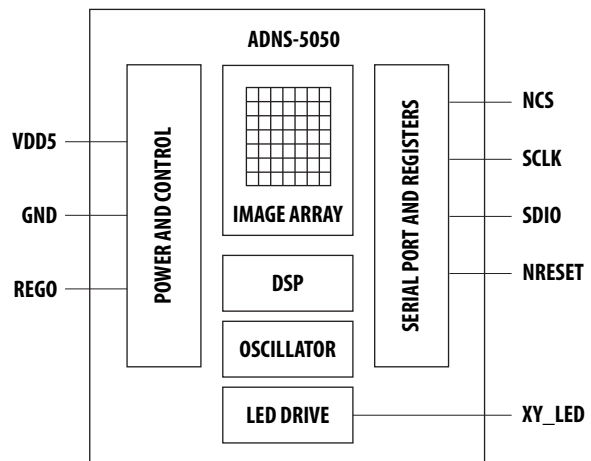 ADNS-5050
VDD5
GND
REGO
POWER AND CONTROL
IMAGE ARRAY
DSP
OSCILLATOR
LED DRIVE
SERIAL PORT AND REGISTERS
NCS
SCLK
SDIO
NRESET
XY_LED